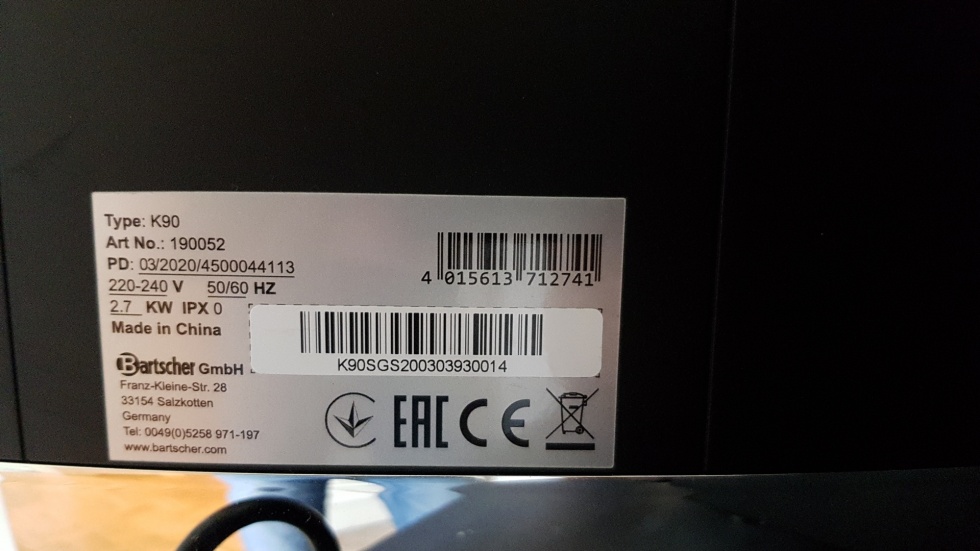 Type: K90
Art No.: 190052
PD: 03/2020/4500044113
220-240 V 50/60 HZ
2.7 KW IPX 0
Made in China
Bartscher GmbH
Franz-Kleine-Str. 28
33154 Salzkotten
Germany
Tel: 0049(0)5258 971-197
www.bartscher.com
4 015613 712741
K90SGS200303930014
EAC CE